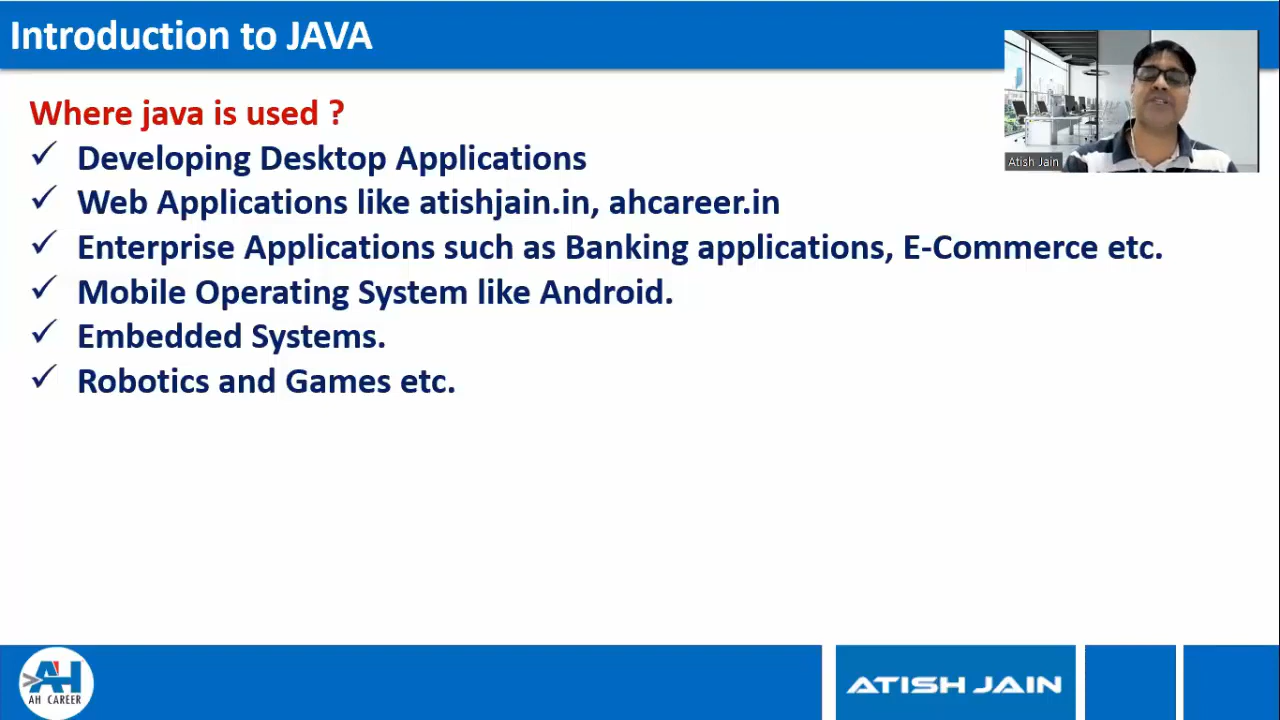 Introduction to JAVA
Where java is used ?
✓ Developing Desktop Applications
✓ Web Applications like atishjain.in, ahcareer.in
✓ Enterprise Applications such as Banking applications, E-Commerce etc.
✓ Mobile Operating System like Android.
✓ Embedded Systems.
✓ Robotics and Games etc.
Atish Jain
AH
AH CAREER
ATISH JAIN